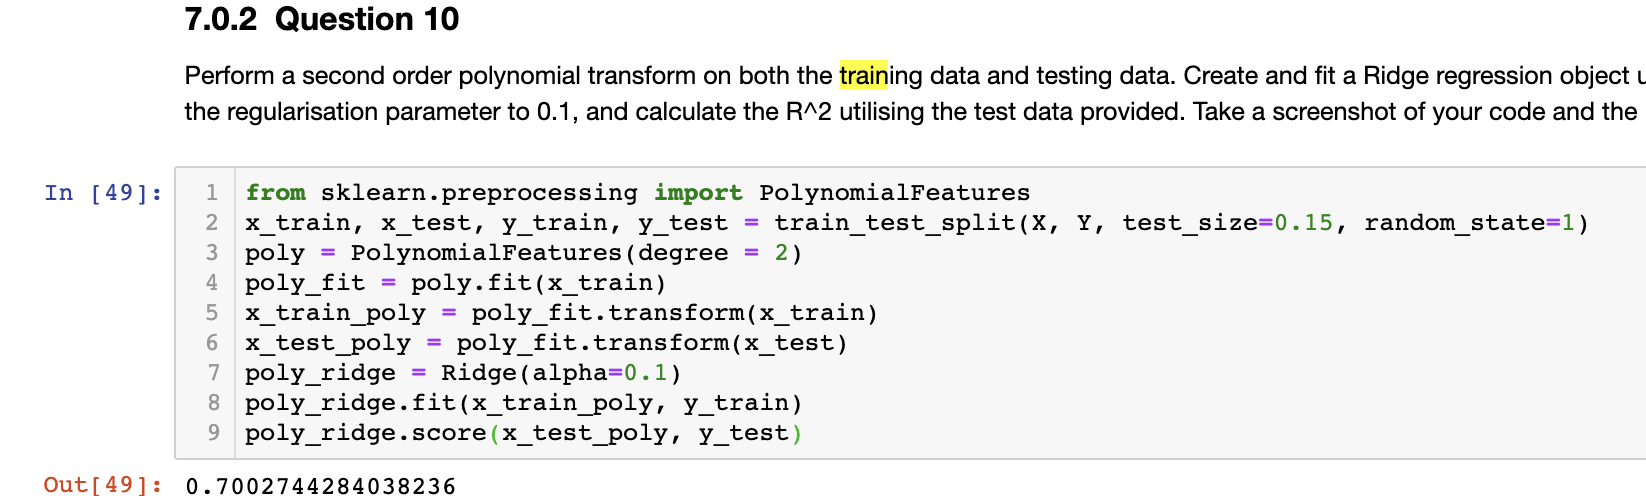 7.0.2 Question 10
Perform a second order polynomial transform on both the training data and testing data. Create and fit a Ridge regression object
the regularisation parameter to 0.1, and calculate the R^2 utilising the test data provided. Take a screenshot of your code and the
In [49]:
1 from sklearn.preprocessing import PolynomialFeatures
2 x_train, x_test, y_train, y_test = train_test_split(X, Y, test_size=0.15, random_state=1)
3 poly = PolynomialFeatures(degree = 2)
4 poly_fit = poly.fit(x_train)
5 x_train_poly = poly_fit.transform(x_train)
6 x_test_poly = poly_fit.transform(x_test)
7 poly_ridge = Ridge(alpha=0.1)
8 poly_ridge.fit(x_train_poly, y_train)
9 poly_ridge.score(x_test_poly, y_test)
Out[49]: 0.7002744284038236